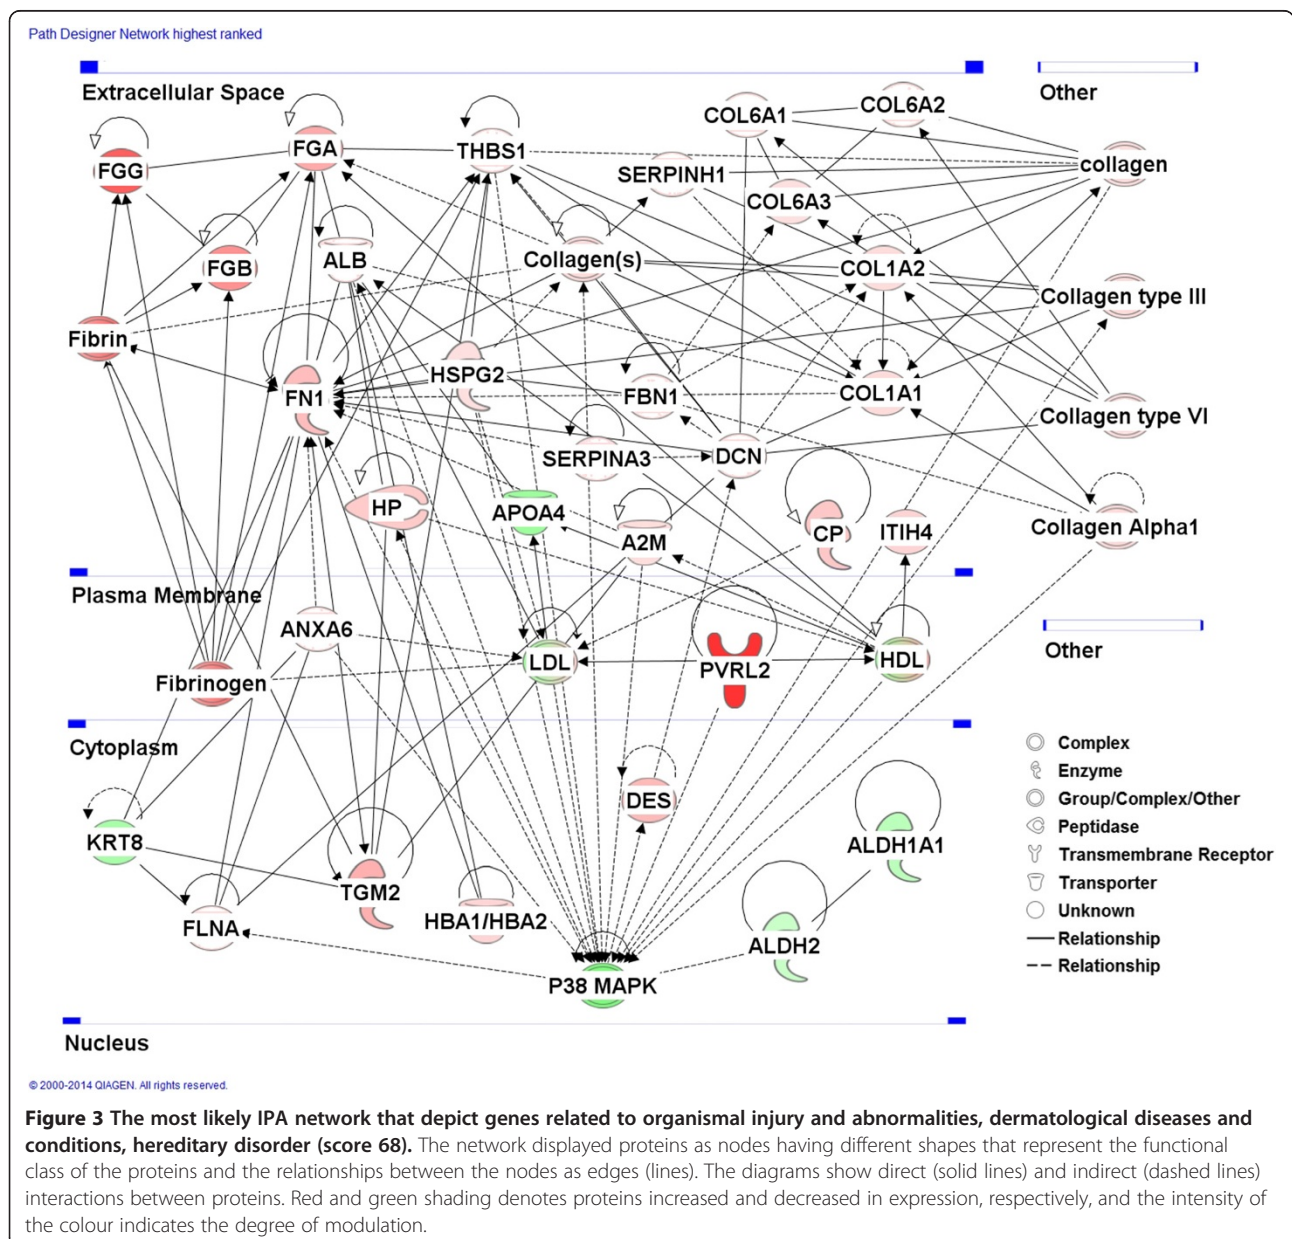 Path Designer Network highest ranked
Extracellular Space
Other
COL6A1
COL6A2
FGG
FGA
THBS1
SERPINH1
collagen
COL6A3
FGB
ALB
Collagen(s)
COL1A2
Collagen type III
Fibrin
FN1
HSPG2
FBN1
COL1A1
Collagen type VI
SERPINA3
DCN
HP
APOA4
A2M
CP
ITIH4
Collagen Alpha1
Plasma Membrane
ANXA6
Other
Fibrinogen
LDL
PVRL2
HDL
Cytoplasm
Complex
Enzyme
Group/Complex/Other
Peptidase
Transmembrane Receptor
Transporter
Unknown
Relationship
Relationship
KRT8
DES
ALDH1A1
TGM2
FLNA
HBA1/HBA2
ALDH2
P38 MAPK
Nucleus
© 2000-2014 QIAGEN. All rights reserved.
Figure 3 The most likely IPA network that depict genes related to organismal injury and abnormalities, dermatological diseases and
conditions, hereditary disorder (score 68). The network displayed proteins as nodes having different shapes that represent the functional
class of the proteins and the relationships between the nodes as edges (lines). The diagrams show direct (solid lines) and indirect (dashed lines)
interactions between proteins. Red and green shading denotes proteins increased and decreased in expression, respectively, and the intensity of
the colour indicates the degree of modulation.